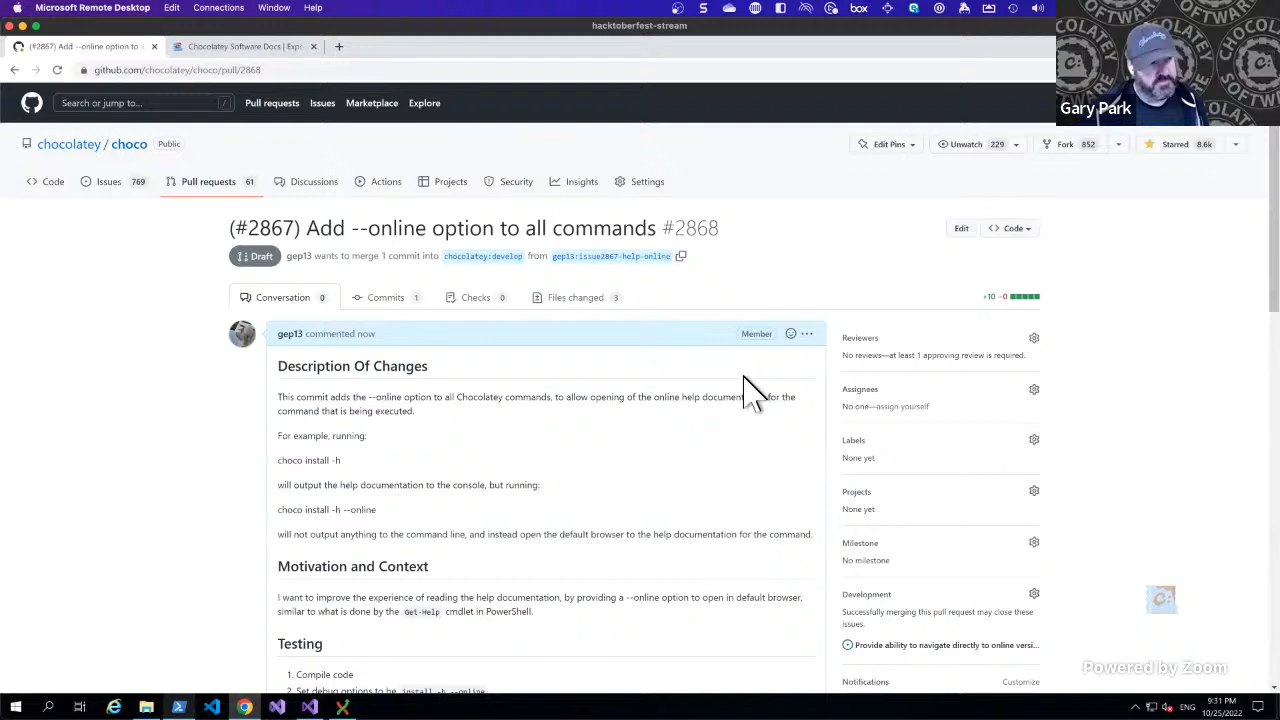 Microsoft Remote Desktop Edit Connections Window Help
box
hacktoberfest-stream
(#2867) Add --online option to a
Chocolatey Software Docs | Expo
github.com/chocolatey/choco/pull/2868
Search or jump to... /
Pull requests Issues Marketplace Explore
Gary Park
chocolatey / choco Public
Edit Pins Unwatch 229 Fork 852 Starred 8.6k
Code Issues 769 Pull requests 61 Discussions Actions Projects Security Insights Settings
(#2867) Add --online option to all commands #2868
Edit <> Code
Draft gep13 wants to merge 1 commit into chocolatey:develop from gep13:issue2867-help-online
Conversation 0 Commits 1 Checks 0 Files changed 3
+10 −0
gep13 commented now
Member
Description Of Changes
This commit adds the --online option to all Chocolatey commands, to allow opening of the online help document for the
command that is being executed.
For example, running:
choco install -h
will output the help documentation to the console, but running:
choco install -h --online
will not output anything to the command line, and instead open the default browser to the help documentation for the command.
Motivation and Context
I want to improve the experience of reading the help documentation, by providing a --online option to open in default browser,
similar to what is done by the Get-Help cmdlet in PowerShell.
Testing
1. Compile code
2. Set debug options to be install -h --online
Reviewers
No reviews—at least 1 approving review is required.
Assignees
No one—assign yourself
Labels
None yet
Projects
None yet
Milestone
No milestone
Development
Successfully merging this pull request may close these
issues.
Provide ability to navigate directly to online versi...
Notifications Customize
Powered by Zoom
ENG
9:31 PM
10/25/2022